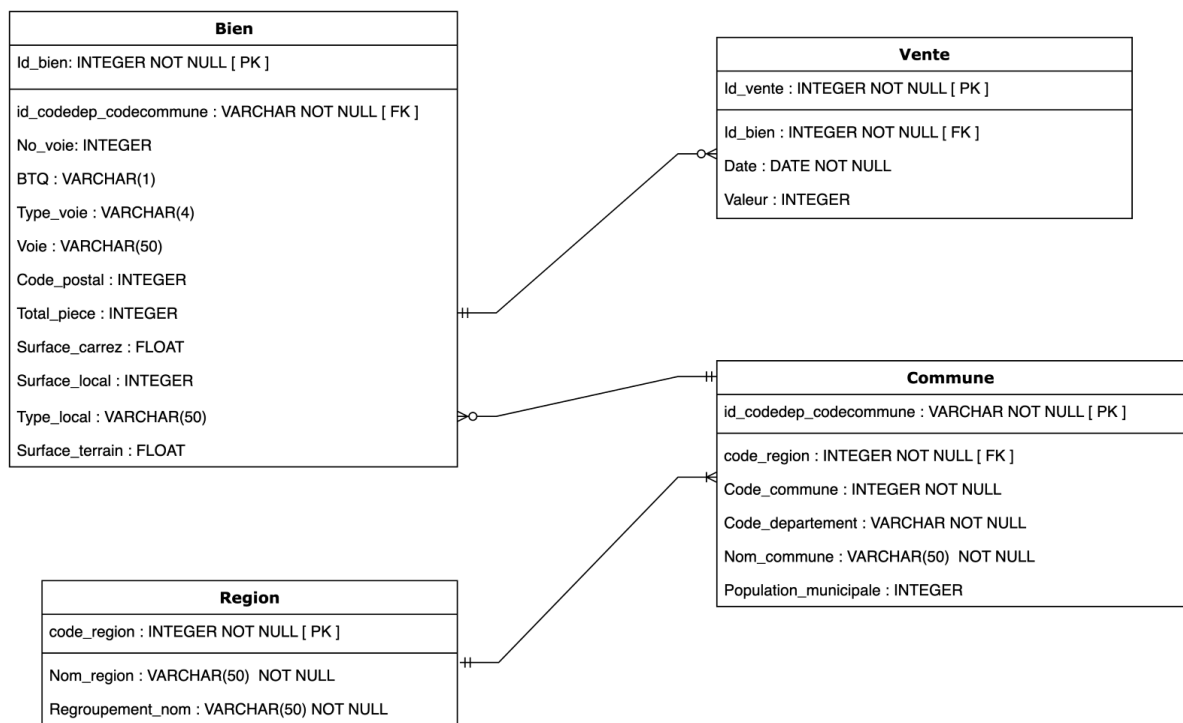 Bien
Id_bien: INTEGER NOT NULL [ PK ]
id_codedep_codecommune : VARCHAR NOT NULL [ FK ]
No_voie: INTEGER
BTQ : VARCHAR(1)
Type_voie : VARCHAR(4)
Voie : VARCHAR(50)
Code_postal : INTEGER
Total_piece : INTEGER
Surface_carrez : FLOAT
Surface_local : INTEGER
Type_local : VARCHAR(50)
Surface_terrain : FLOAT
Vente
Id_vente : INTEGER NOT NULL [ PK ]
Id_bien : INTEGER NOT NULL [ FK ]
Date : DATE NOT NULL
Valeur : INTEGER
Commune
id_codedep_codecommune : VARCHAR NOT NULL [ PK ]
code_region : INTEGER NOT NULL [ FK ]
Code_commune : INTEGER NOT NULL
Code_departement : VARCHAR NOT NULL
Nom_commune : VARCHAR(50) NOT NULL
Population_municipale : INTEGER
Region
code_region : INTEGER NOT NULL [ PK ]
Nom_region : VARCHAR(50) NOT NULL
Regroupement_nom : VARCHAR(50) NOT NULL